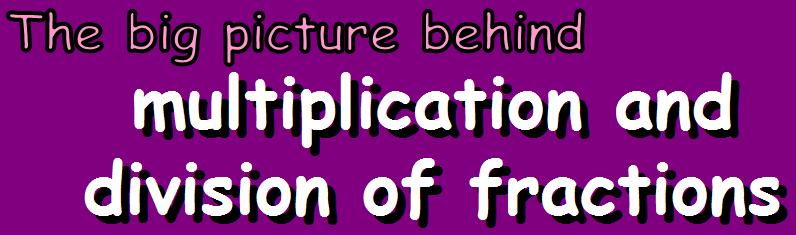 The big picture behind
multiplication and
division of fractions